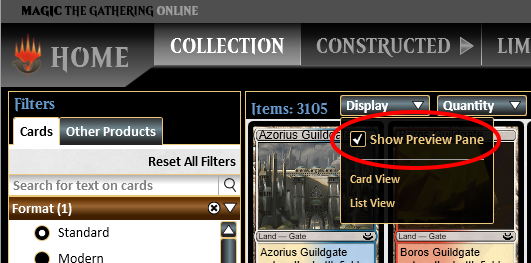 MAGIC THE GATHERING ONLINE
HOME
COLLECTION
CONSTRUCTED
LIM
Filters
Items: 3105
Display
Quantity
Cards
Other Products
Show Preview Pane
Card View
List View
Reset All Filters
Search for text on cards
Format (1)
Standard
Modern
Azorius Guildgate
Land — Gate
Azorius Guildgate
Land — Gate
Boros Guildgate